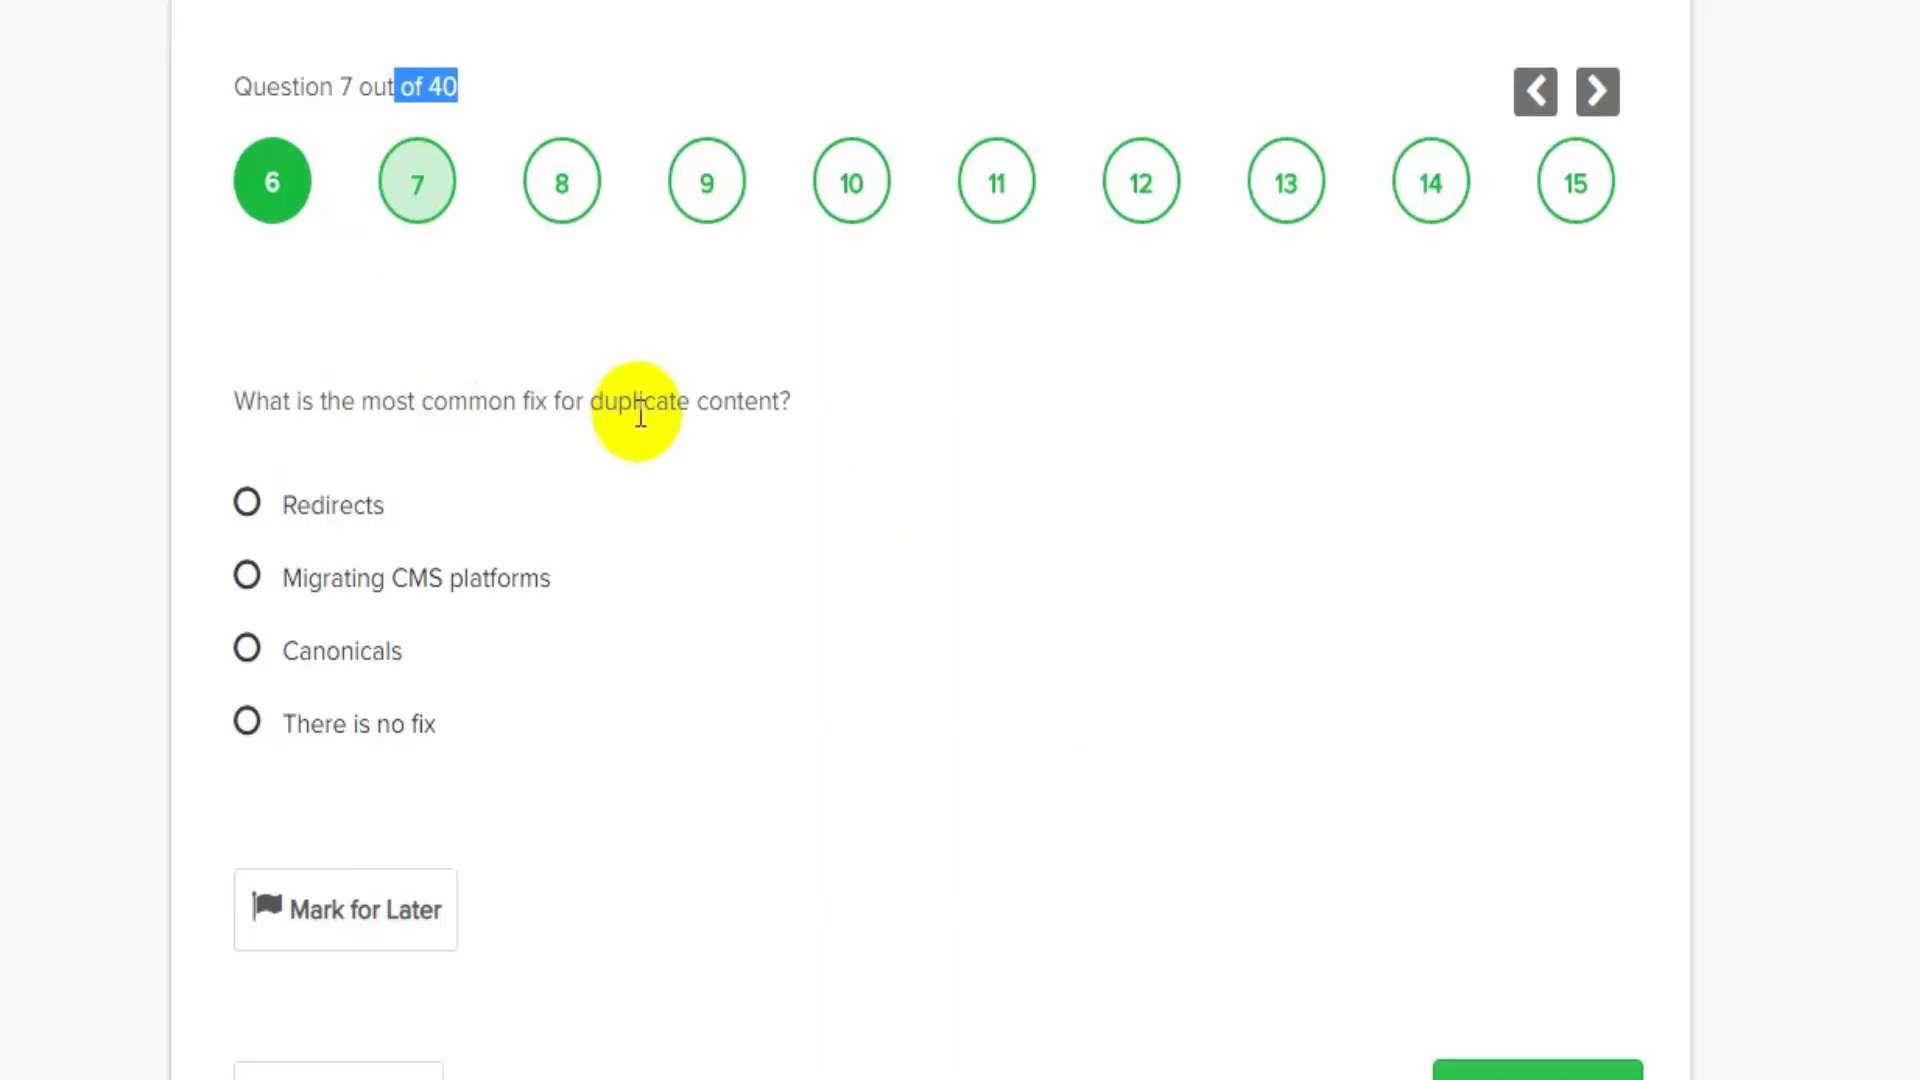 Question 7 out of 40
6 7 8 9 10 11 12 13 14 15
What is the most common fix for duplicate content?
Redirects
Migrating CMS platforms
Canonicals
There is no fix
Mark for Later